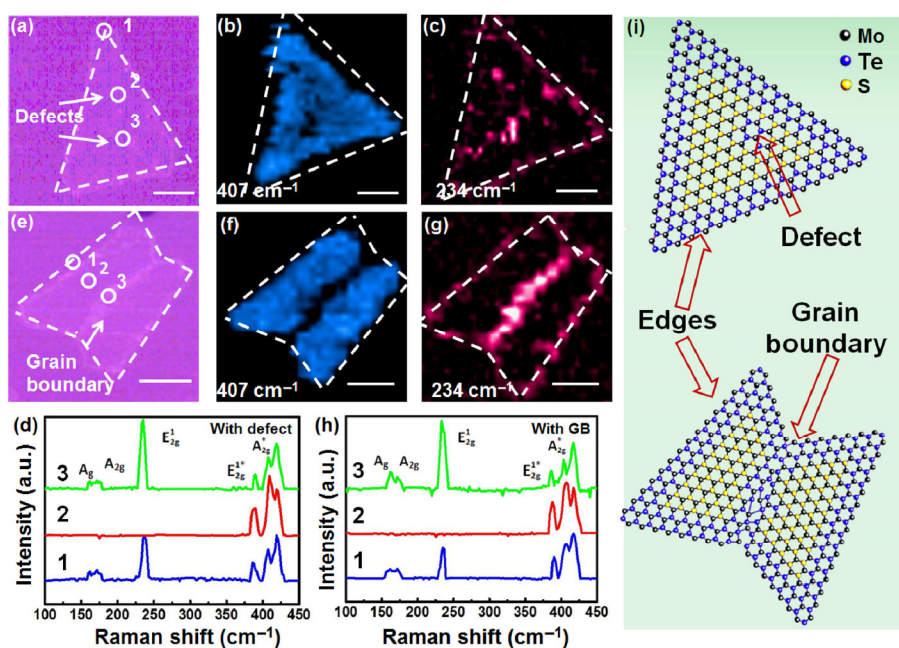 (a)
1
2
Defects
3
(b)
407 cm⁻¹
(c)
234 cm⁻¹
(e)
1
2
3
Grain
boundary
(f)
407 cm⁻¹
(g)
234 cm⁻¹
(d)
With defect
E¹₂g
A*₂g
E¹*₂g
Ag
A₂g
3
2
1
Intensity (a.u.)
100 150 200 250 300 350 400 450
Raman shift (cm⁻¹)
(h)
With GB
E¹₂g
A*₂g
E¹*₂g
Ag
A₂g
3
2
1
Intensity (a.u.)
100 150 200 250 300 350 400 450
Raman shift (cm⁻¹)
(i)
Mo
Te
S
Defect
Edges
Grain
boundary